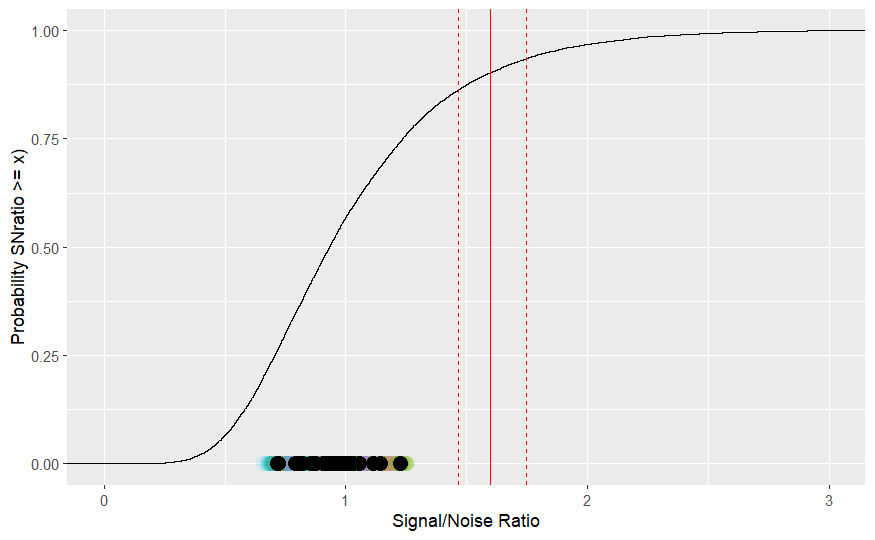 1.00
0.75
0.50
0.25
0.00
Probability SNratio >= x)
0 1 2 3
Signal/Noise Ratio